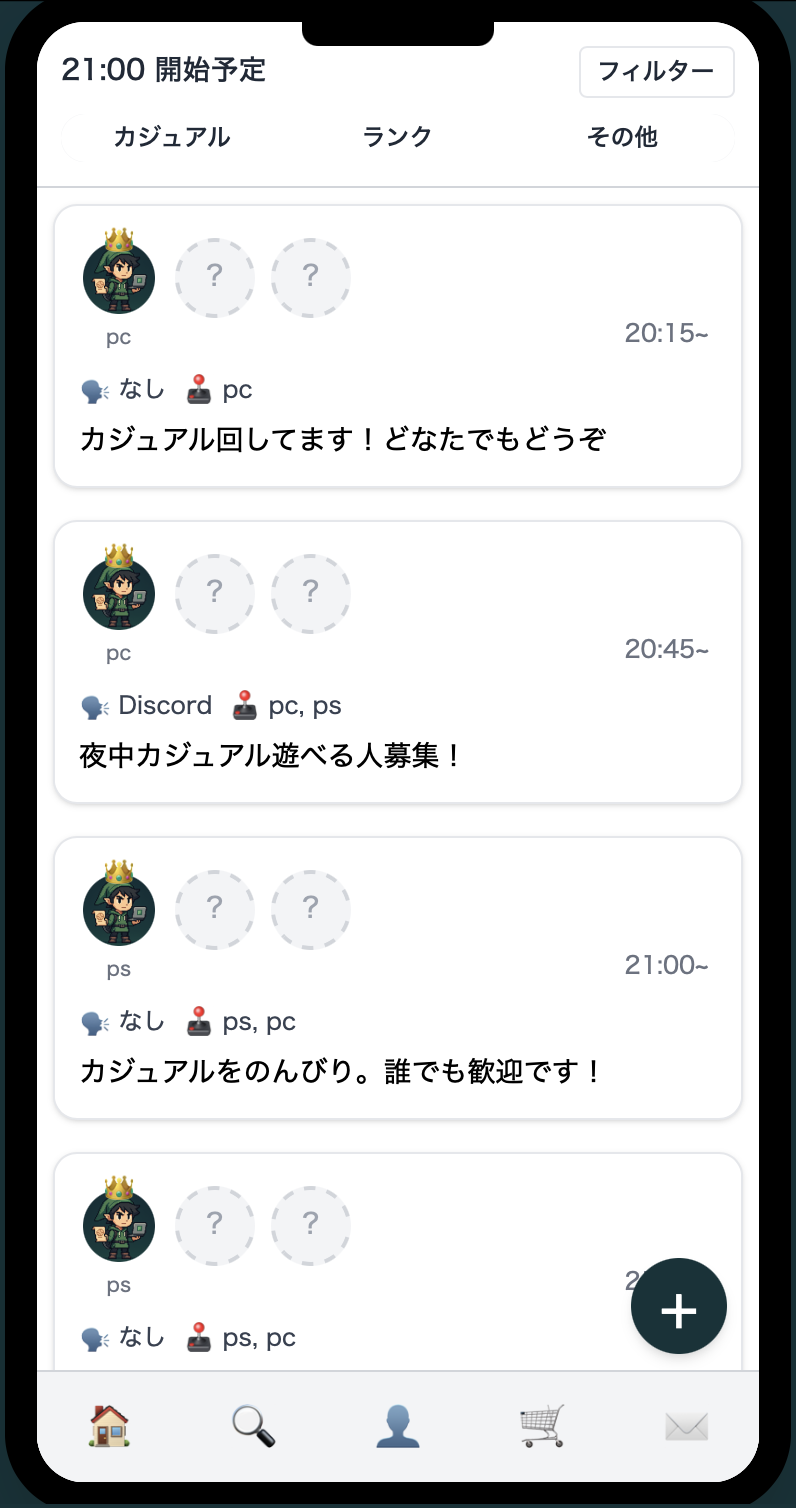 21:00 開始予定
フィルター
カジュアル ランク その他
? ?
pc
20:15~
なし pc
カジュアル回してます！どなたでもどうぞ
? ?
pc
20:45~
Discord pc, ps
夜中カジュアル遊べる人募集！
? ?
ps
21:00~
なし ps, pc
カジュアルをのんびり。誰でも歓迎です！
? ?
ps
なし ps, pc
+